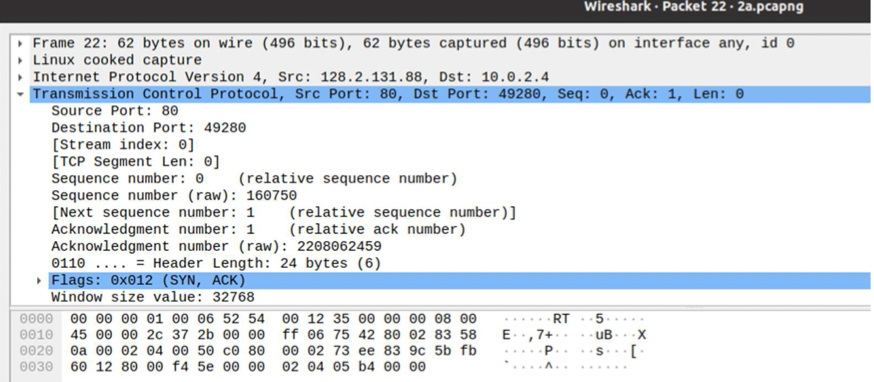 Wireshark · Packet 22 · 2a.pcapng
Frame 22: 62 bytes on wire (496 bits), 62 bytes captured (496 bits) on interface any, id 0
Linux cooked capture
Internet Protocol Version 4, Src: 128.2.131.88, Dst: 10.0.2.4
Transmission Control Protocol, Src Port: 80, Dst Port: 49280, Seq: 0, Ack: 1, Len: 0
Source Port: 80
Destination Port: 49280
[Stream index: 0]
[TCP Segment Len: 0]
Sequence number: 0    (relative sequence number)
Sequence number (raw): 160750
[Next sequence number: 1    (relative sequence number)]
Acknowledgment number: 1    (relative ack number)
Acknowledgment number (raw): 2208062459
0110 .... = Header Length: 24 bytes (6)
Flags: 0x012 (SYN, ACK)
Window size value: 32768
0000  00 00 00 01 00 06 52 54  00 12 35 00 00 00 08 00   ······RT ··5·····
0010  45 00 00 2c 37 2b 00 00  ff 06 75 42 80 02 83 58   E··,7+·· ··uB···X
0020  0a 00 02 04 00 50 c0 80  00 02 73 ee 83 9c 5b fb   ·····P·· ··s···[·
0030  60 12 80 00 f4 5e 00 00  02 04 05 b4 00 00         `····^·· ······